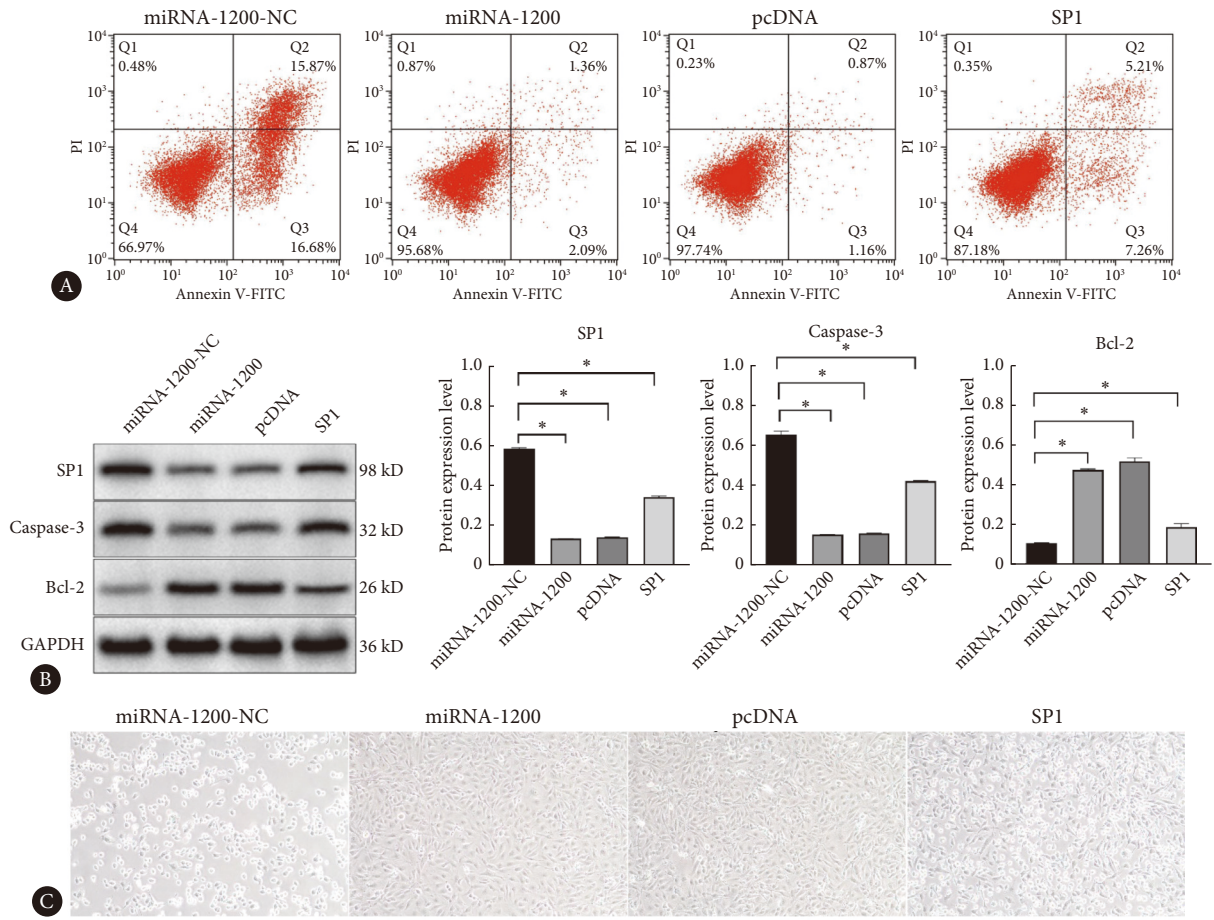 miRNA-1200-NC
miRNA-1200
pcDNA
SP1
10⁴
10³
10²
10¹
10⁰
PI
Q1
0.48%
Q2
15.87%
Q4
66.97%
Q3
16.68%
10⁰ 10¹ 10² 10³ 10⁴
Annexin V-FITC
10⁴
10³
10²
10¹
10⁰
PI
Q1
0.87%
Q2
1.36%
Q4
95.68%
Q3
2.09%
10⁰ 10¹ 10² 10³ 10⁴
Annexin V-FITC
10⁴
10³
10²
10¹
10⁰
PI
Q1
0.23%
Q2
0.87%
Q4
97.74%
Q3
1.16%
10⁰ 10¹ 10² 10³ 10⁴
Annexin V-FITC
10⁴
10³
10²
10¹
10⁰
PI
Q1
0.35%
Q2
5.21%
Q4
87.18%
Q3
7.26%
10⁰ 10¹ 10² 10³ 10⁴
Annexin V-FITC
A
miRNA-1200-NC
miRNA-1200
pcDNA
SP1
SP1
98 kD
Caspase-3
32 kD
Bcl-2
26 kD
GAPDH
36 kD
SP1
Protein expression level
1.0
0.8
0.6
0.4
0.2
0
*
*
*
miRNA-1200-NC
miRNA-1200
pcDNA
SP1
Caspase-3
Protein expression level
1.0
0.8
0.6
0.4
0.2
0
*
*
*
miRNA-1200-NC
miRNA-1200
pcDNA
SP1
Bcl-2
Protein expression level
1.0
0.8
0.6
0.4
0.2
0
*
*
*
miRNA-1200-NC
miRNA-1200
pcDNA
SP1
B
miRNA-1200-NC
miRNA-1200
pcDNA
SP1
C